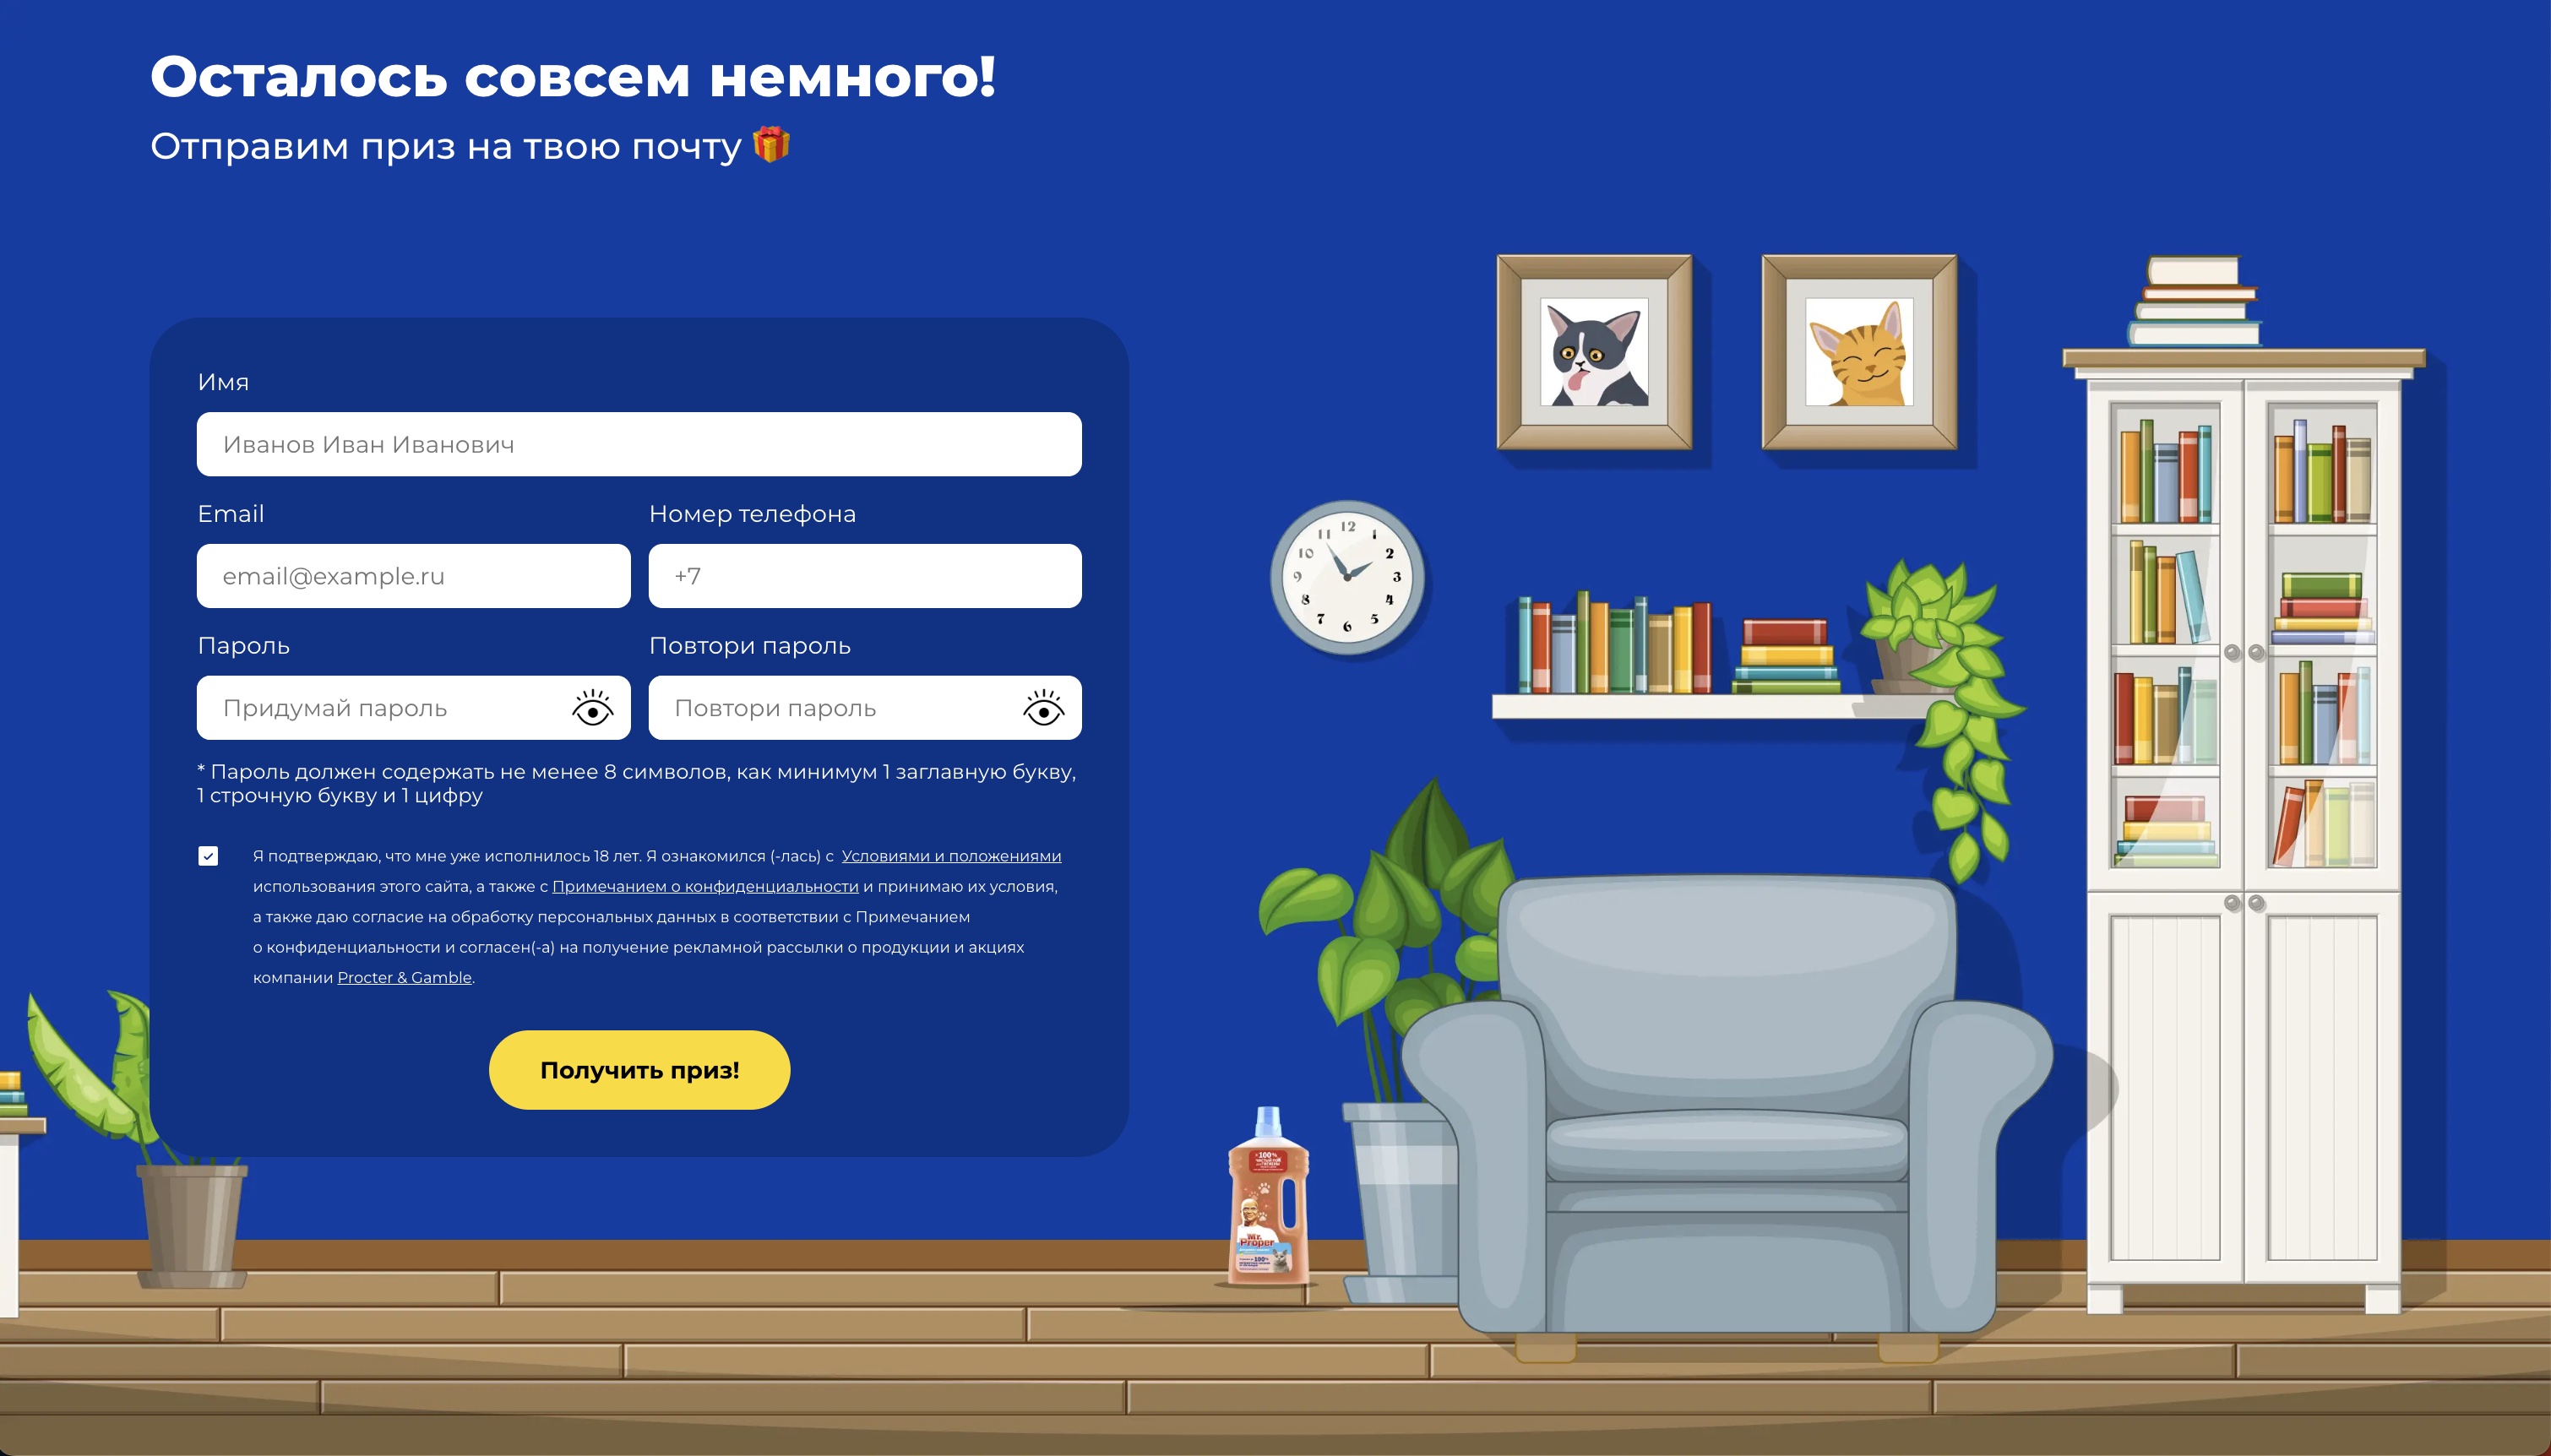 Осталось совсем немного!
Отправим приз на твою почту 🎁
Имя
Иванов Иван Иванович
Email
Номер телефона
email@example.ru
+7
Пароль
Повтори пароль
Придумай пароль
Повтори пароль
* Пароль должен содержать не менее 8 символов, как минимум 1 заглавную букву,
1 строчную букву и 1 цифру
Я подтверждаю, что мне уже исполнилось 18 лет. Я ознакомился (-лась) с Условиями и положениями
использования этого сайта, а также с Примечанием о конфиденциальности и принимаю их условия,
а также даю согласие на обработку персональных данных в соответствии с Примечанием
о конфиденциальности и согласен(-а) на получение рекламной рассылки о продукции и акциях
компании Procter & Gamble.
Получить приз!
12
11 1
10 2
9 3
8 4
7 5
6
100%
Mr.
Proper
100%